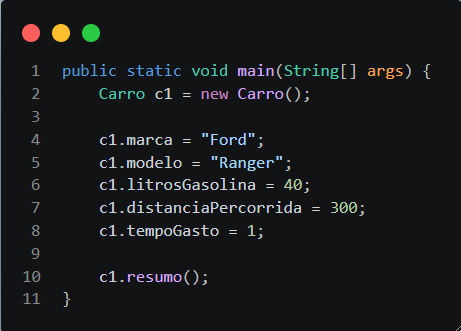 1 public static void main(String[] args) {
2 Carro c1 = new Carro();
3
4 c1.marca = "Ford";
5 c1.modelo = "Ranger";
6 c1.litrosGasolina = 40;
7 c1.distanciaPercorrida = 300;
8 c1.tempoGasto = 1;
9
10 c1.resumo();
11 }